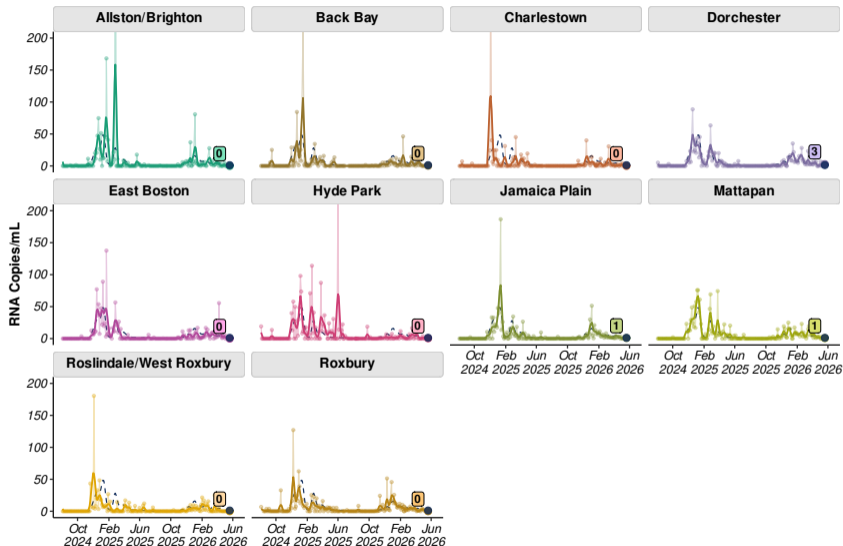 Allston/Brighton Back Bay Charlestown Dorchester
200
150
100
50
0
0 0 0 3
East Boston Hyde Park Jamaica Plain Mattapan
RNA Copies/mL
200
150
100
50
0
0 0 1 1
Oct Feb Jun Oct Feb Jun Oct Feb Jun Oct Feb Jun
2024 2025 2025 2025 2026 2026 2024 2025 2025 2025 2026 2026
Roslindale/West Roxbury Roxbury
200
150
100
50
0
0 0
Oct Feb Jun Oct Feb Jun Oct Feb Jun Oct Feb Jun
2024 2025 2025 2025 2026 2026 2024 2025 2025 2025 2026 2026